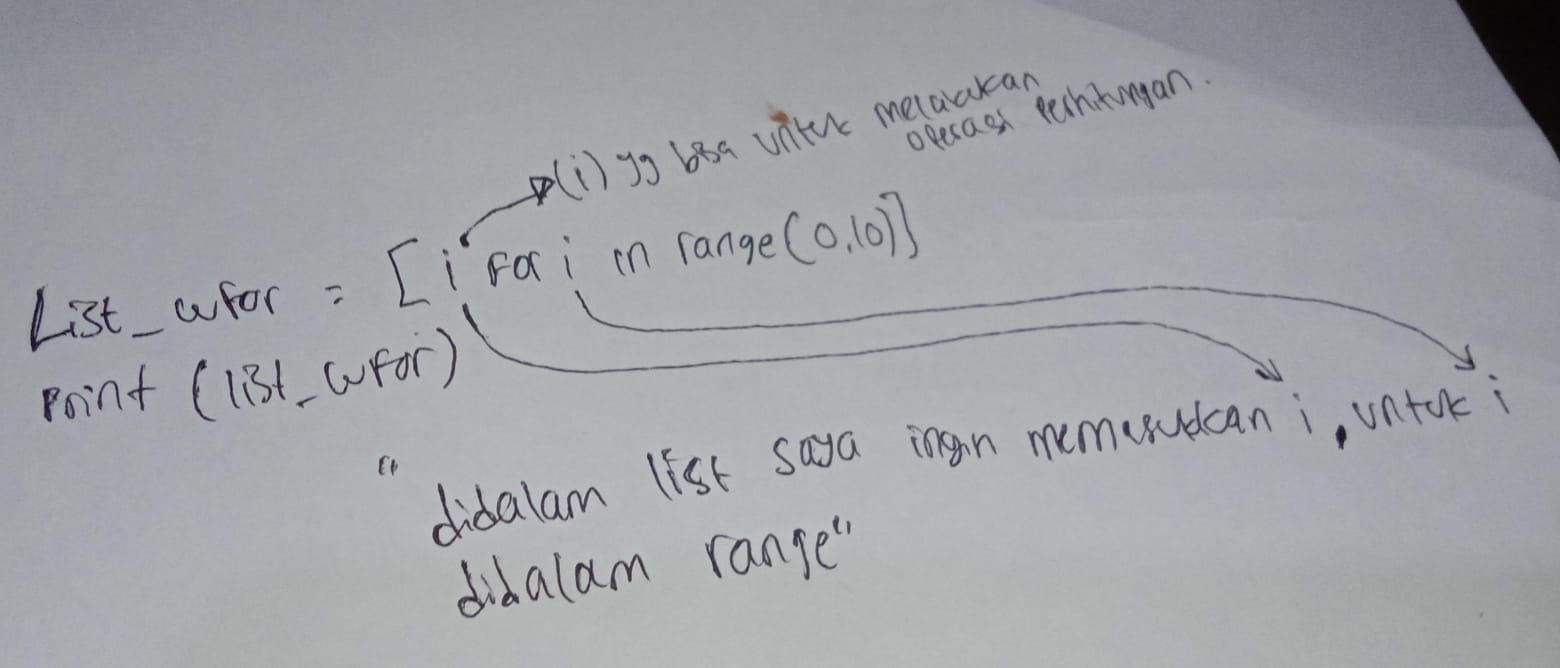 (i) yg bisa untuk melakukan
operasi perhitungan.
List_wfor = [i for i in range(0,10)]
Print (list_wfor)
"didalam list saya ingin memasukkan i, untuk i
didalam range"